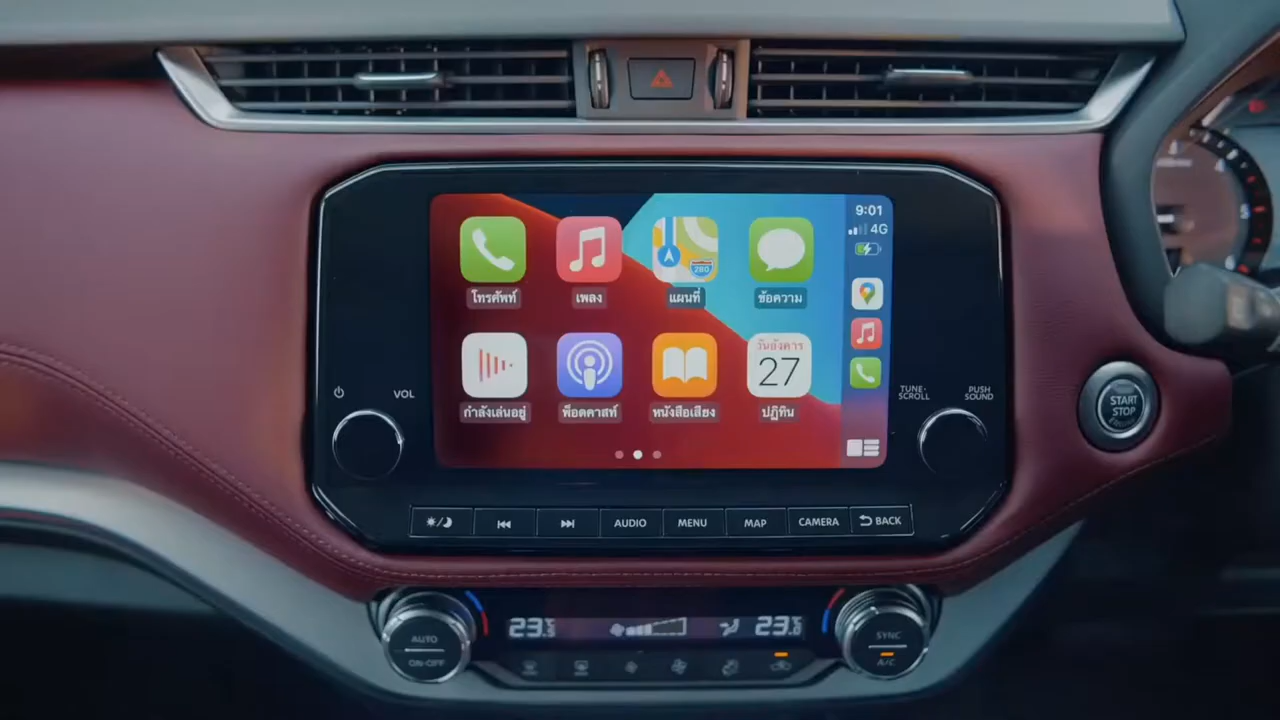 9:01
4G
280
โทรศัพท์
เพลง
แผนที่
ข้อความ
วันอังคาร
27
กำลังเล่นอยู่
พ็อดคาสท์
หนังสือเสียง
ปฏิทิน
VOL
TUNE·SCROLL
PUSH SOUND
START
STOP
AUDIO
MENU
MAP
CAMERA
BACK
AUTO
ON·OFF
23
23
SYNC
A/C